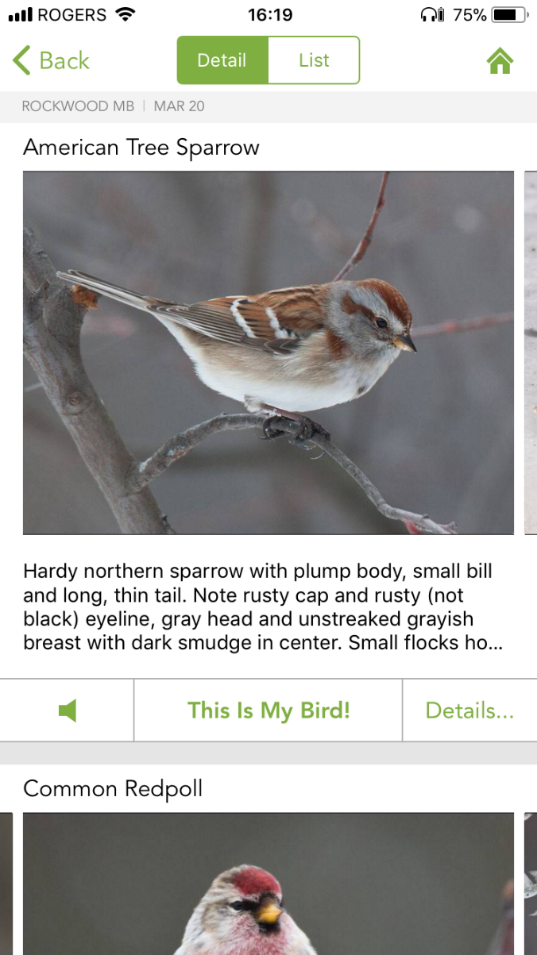 ROGERS 16:19 75%
Back Detail List
ROCKWOOD MB | MAR 20
American Tree Sparrow
Hardy northern sparrow with plump body, small bill
and long, thin tail. Note rusty cap and rusty (not
black) eyeline, gray head and unstreaked grayish
breast with dark smudge in center. Small flocks ho...
This Is My Bird! Details...
Common Redpoll